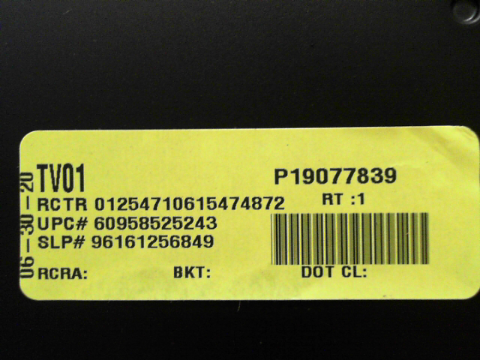 06-30-20
TV01 P19077839
RCTR 01254710615474872 RT :1
UPC# 60958525243
SLP# 96161256849
RCRA: BKT: DOT CL: